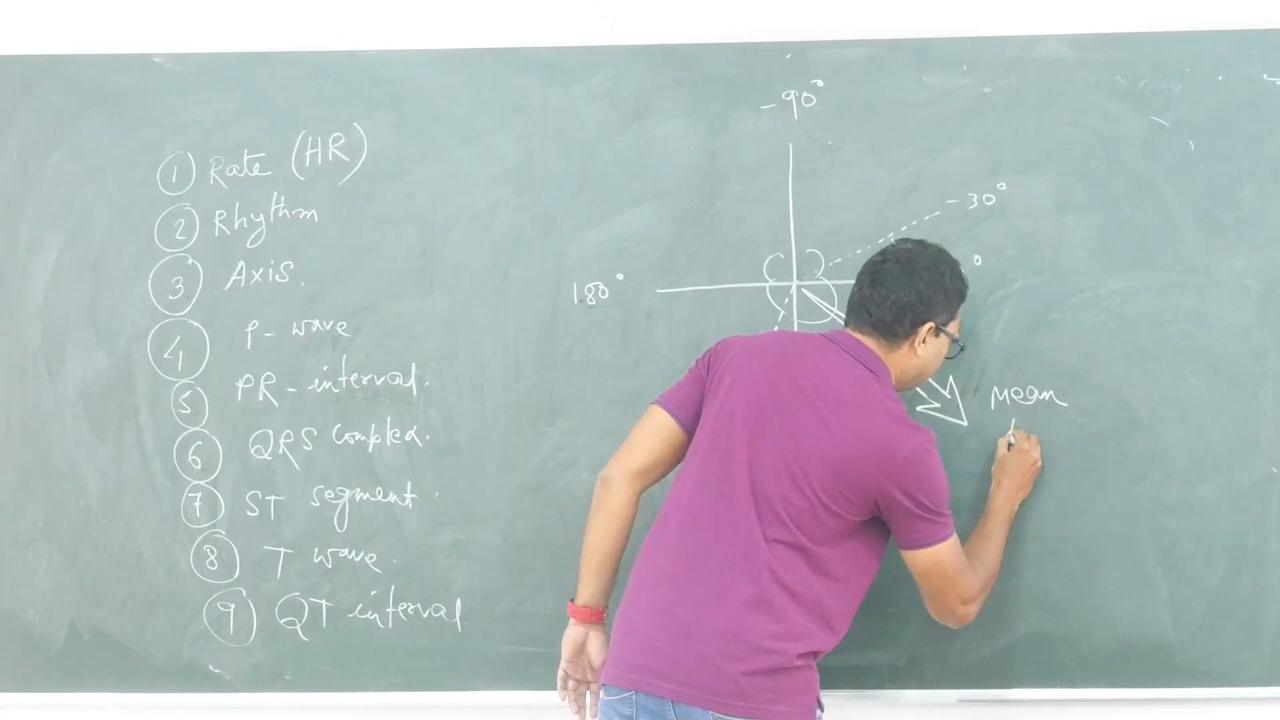 1 Rate (HR)
2 Rhythm
3 Axis.
4 P-wave
5 PR-interval.
6 QRS Complex.
7 ST segment.
8 T wave.
9 QT interval
-90°
-30°
180°
Mean